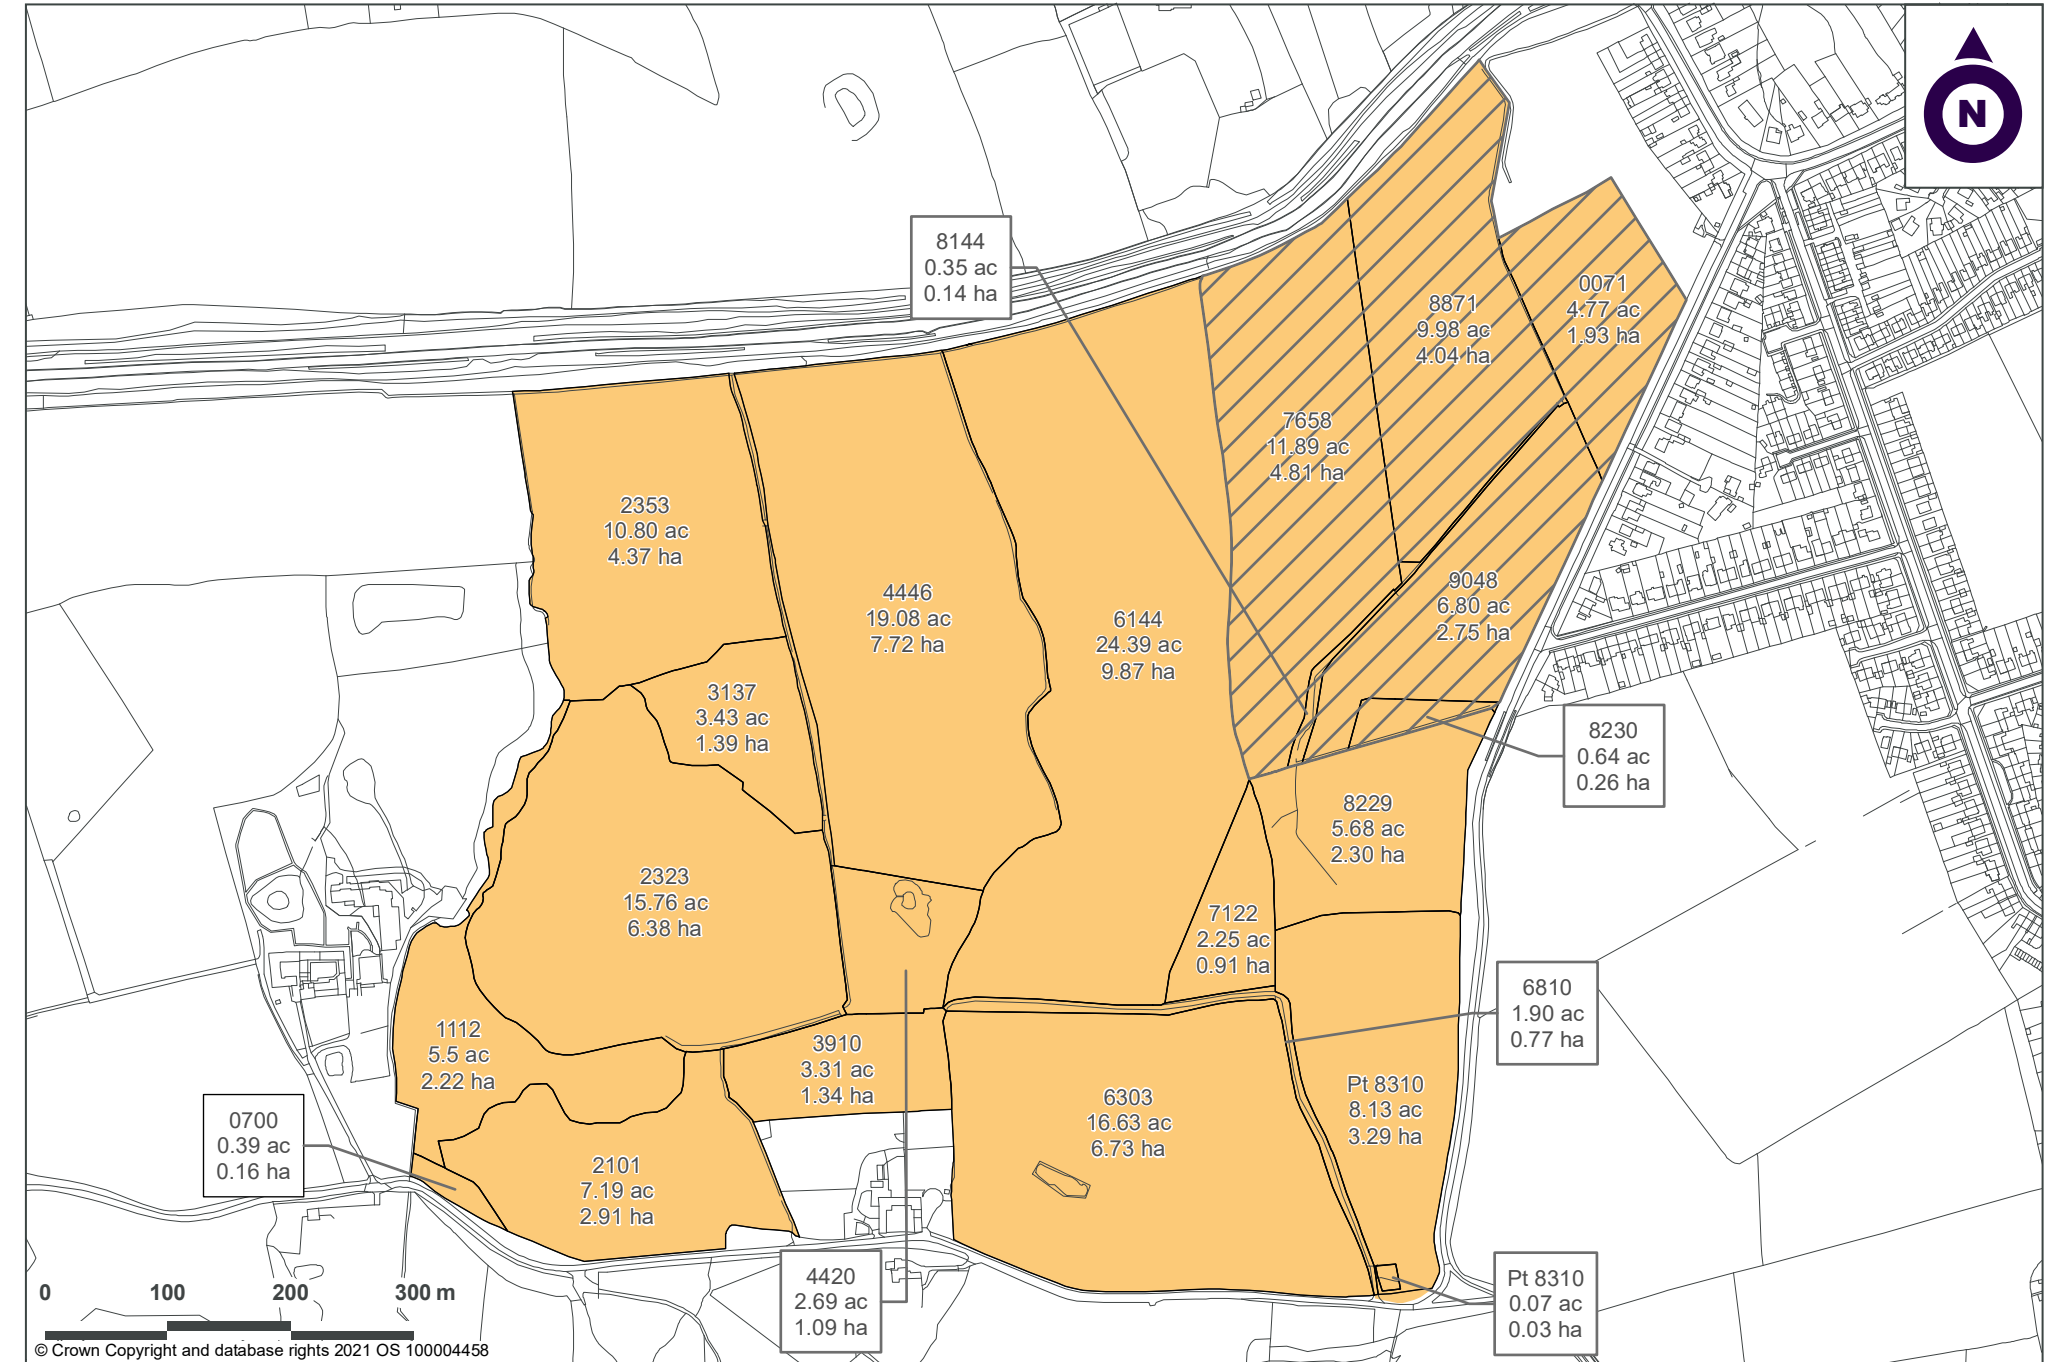 N
8144
0.35 ac
0.14 ha
8871
9.98 ac
4.04 ha
0071
4.77 ac
1.93 ha
7658
11.89 ac
4.81 ha
2353
10.80 ac
4.37 ha
4446
19.08 ac
7.72 ha
6144
24.39 ac
9.87 ha
9048
6.80 ac
2.75 ha
3137
3.43 ac
1.39 ha
8230
0.64 ac
0.26 ha
8229
5.68 ac
2.30 ha
2323
15.76 ac
6.38 ha
7122
2.25 ac
0.91 ha
6810
1.90 ac
0.77 ha
1112
5.5 ac
2.22 ha
3910
3.31 ac
1.34 ha
Pt 8310
8.13 ac
3.29 ha
6303
16.63 ac
6.73 ha
0700
0.39 ac
0.16 ha
2101
7.19 ac
2.91 ha
4420
2.69 ac
1.09 ha
Pt 8310
0.07 ac
0.03 ha
0 100 200 300 m
© Crown Copyright and database rights 2021 OS 100004458